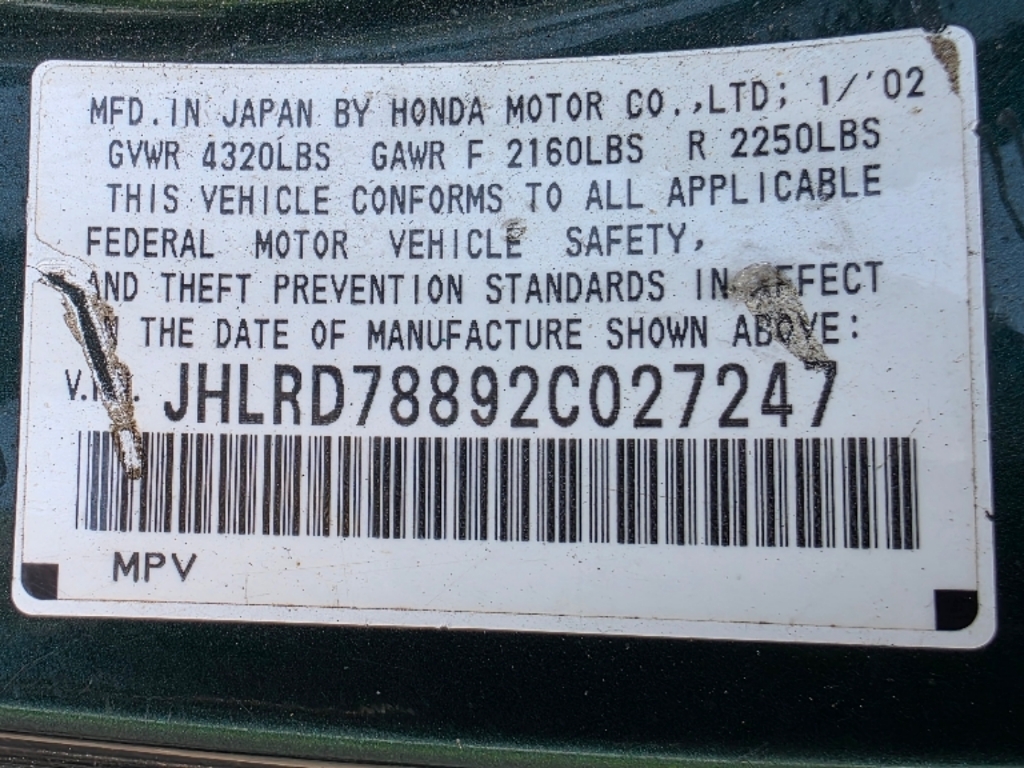 MFD.IN JAPAN BY HONDA MOTOR CO.,LTD; 1/'02
GVWR 4320LBS GAWR F 2160LBS R 2250LBS
THIS VEHICLE CONFORMS TO ALL APPLICABLE
FEDERAL MOTOR VEHICLE SAFETY,
AND THEFT PREVENTION STANDARDS IN EFFECT
THE DATE OF MANUFACTURE SHOWN ABOVE:
JHLRD78892C027247
MPV